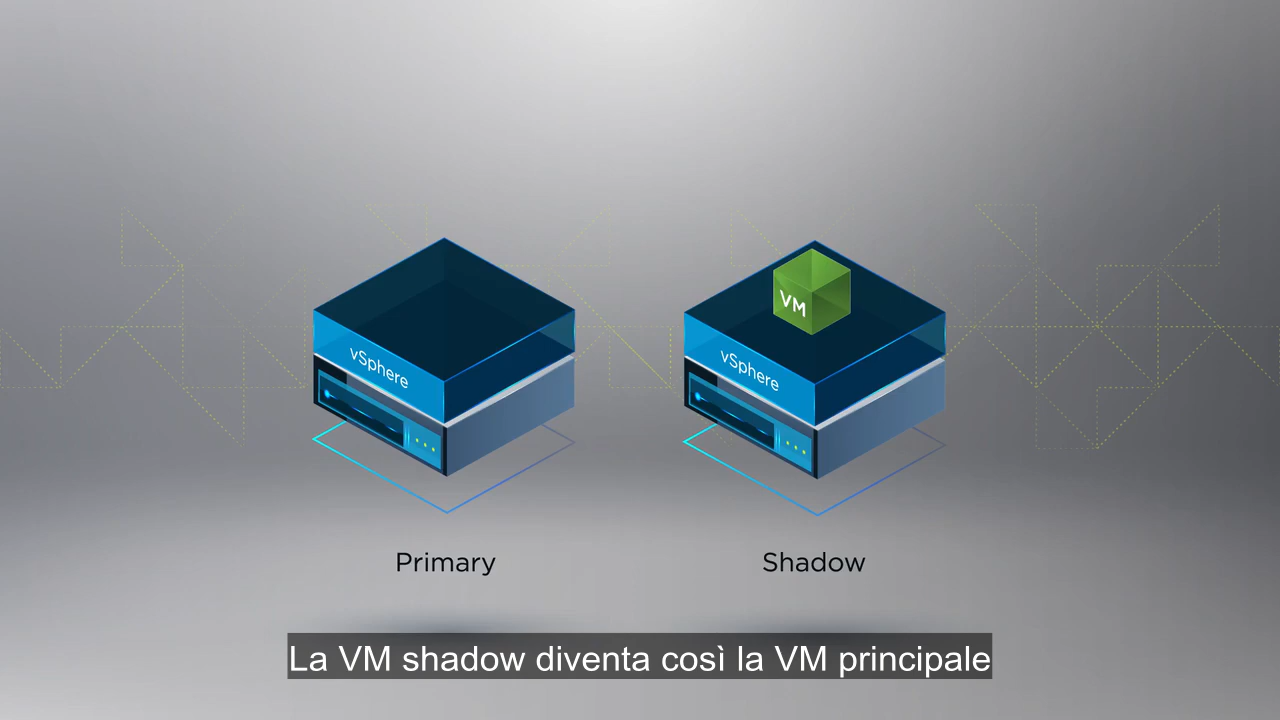 VM
vSphere
vSphere
Primary
Shadow
La VM shadow diventa così la VM principale